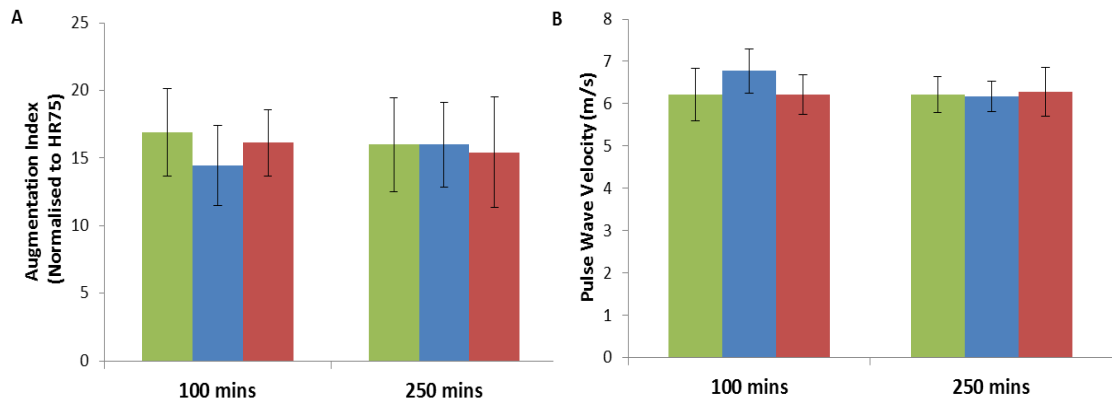 A
Augmentation Index
(Normalised to HR75)
25
20
15
10
5
0
100 mins
250 mins
B
Pulse Wave Velocity (m/s)
8
7
6
5
4
3
2
1
0
100 mins
250 mins